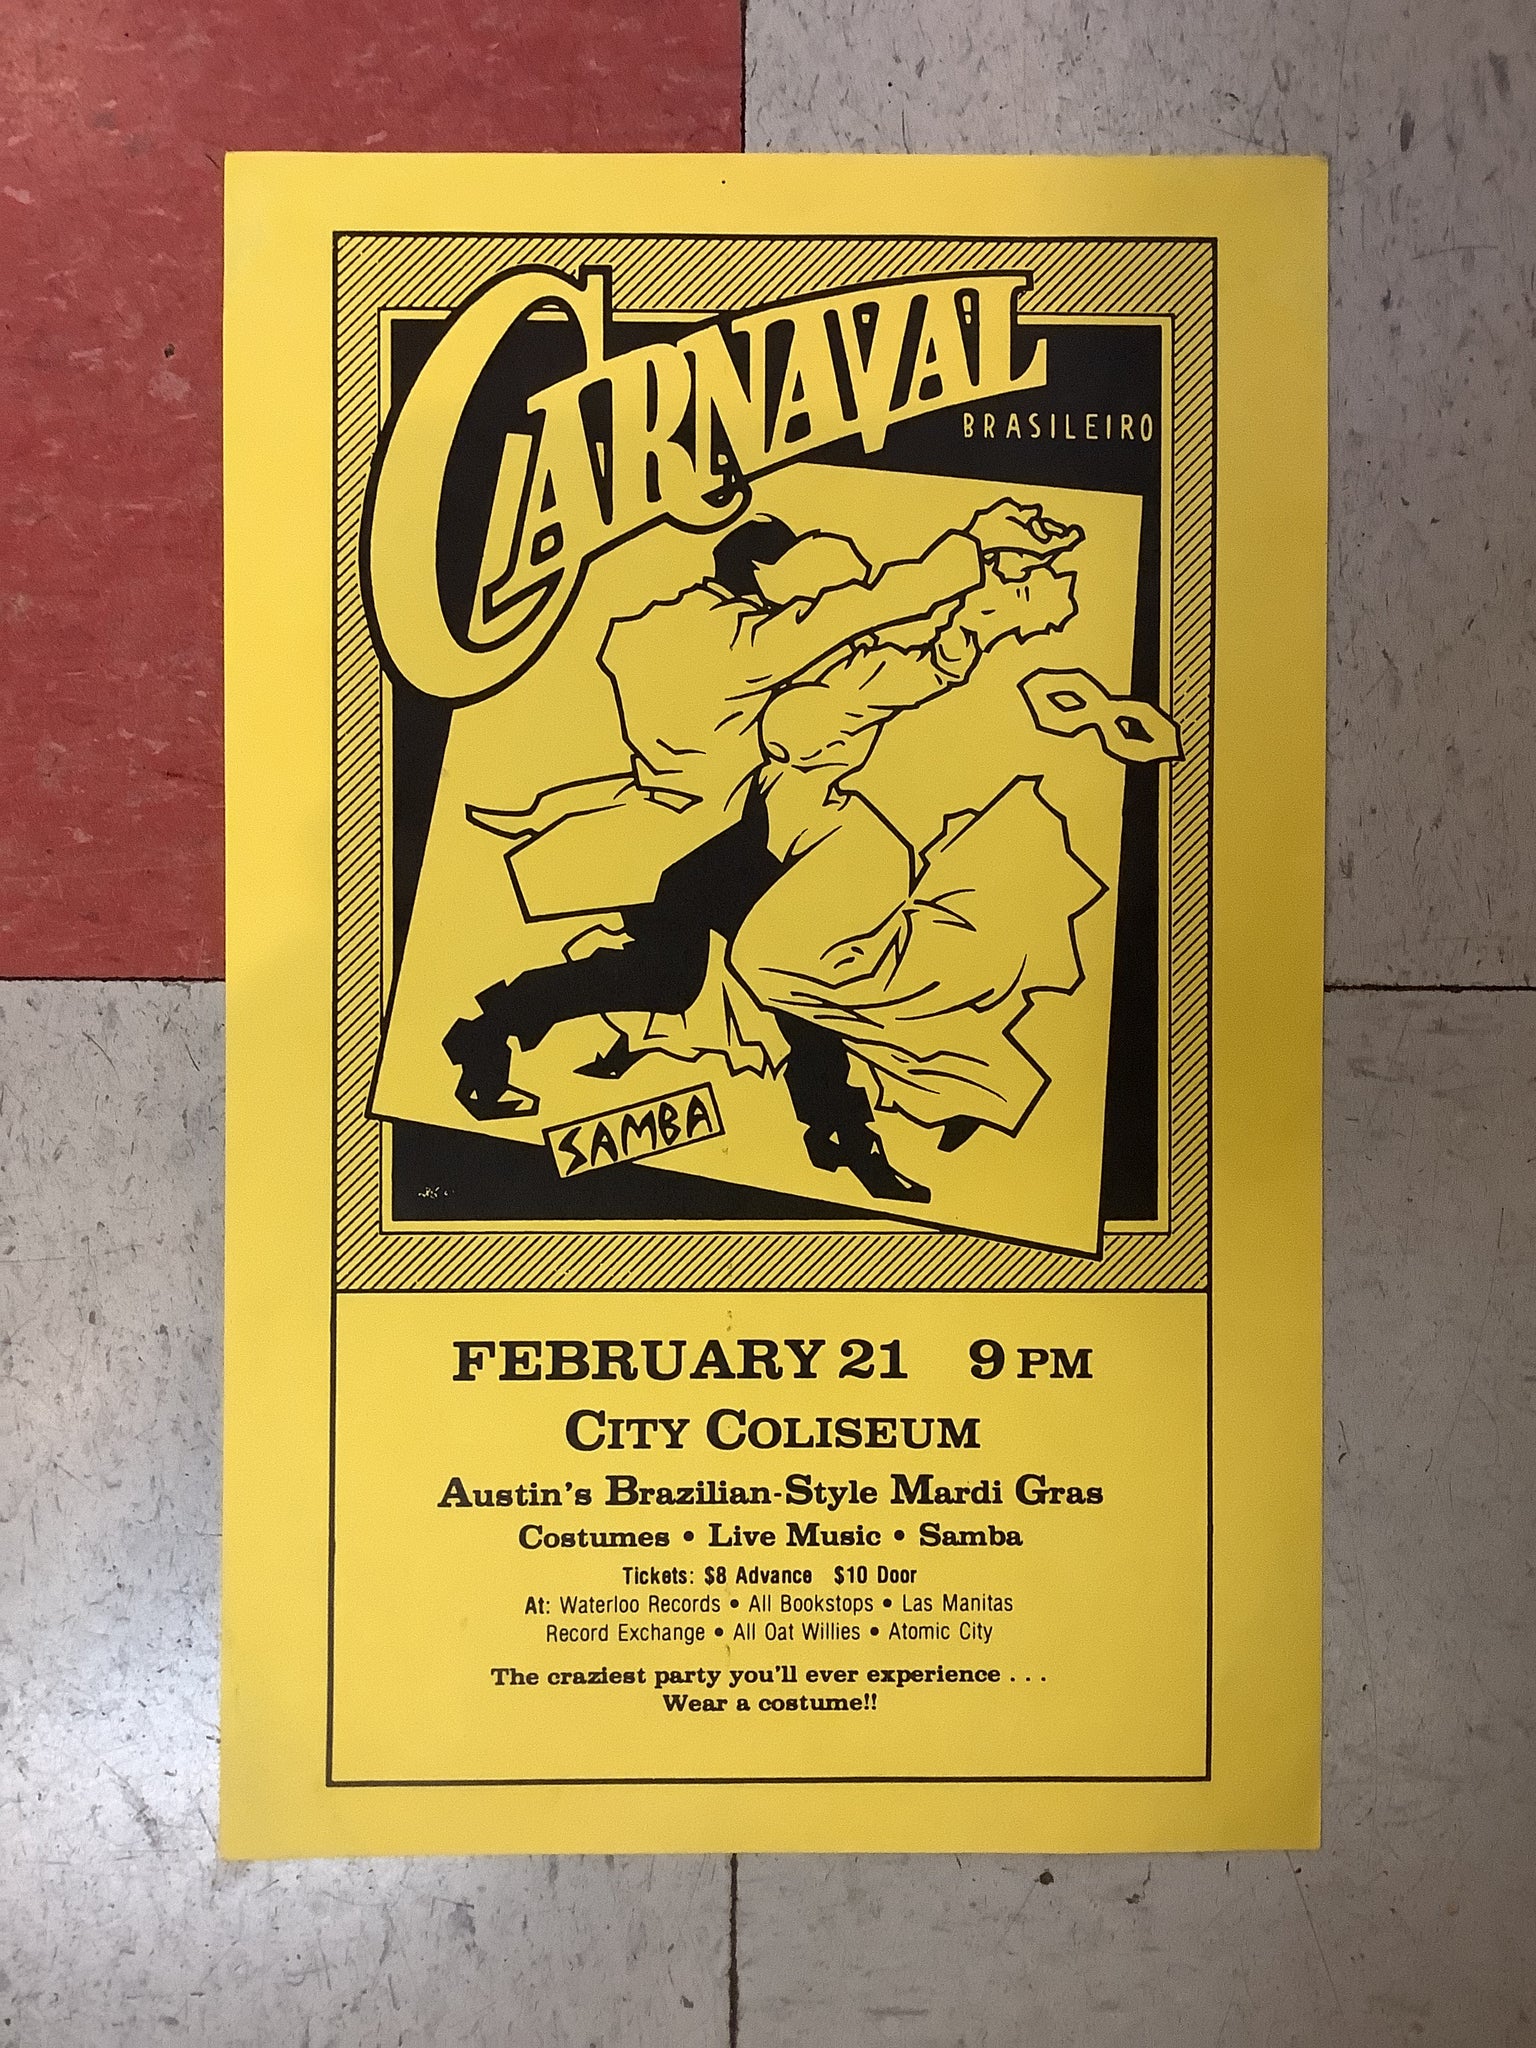 CARNAVAL
BRASILEIRO
SAMBA
FEBRUARY 21 9 PM
CITY COLISEUM
Austin's Brazilian-Style Mardi Gras
Costumes • Live Music • Samba
Tickets: $8 Advance $10 Door
At: Waterloo Records • All Bookstops • Las Manitas
Record Exchange • All Oat Willies • Atomic City
The craziest party you'll ever experience . . .
Wear a costume!!